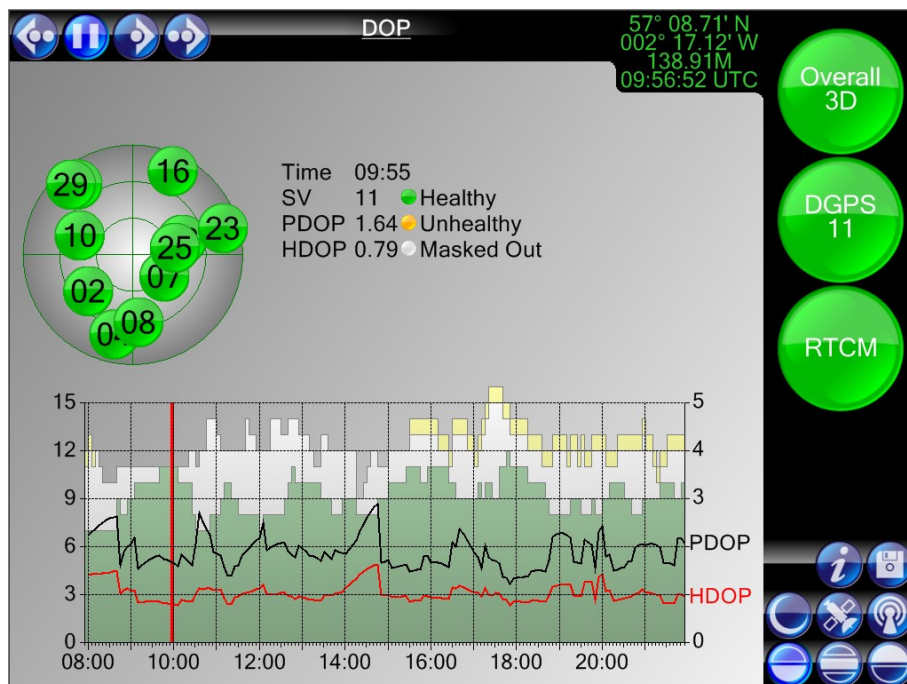 DOP
57° 08.71' N
002° 17.12' W
138.91M
09:56:52 UTC
Overall
3D
DGPS
11
RTCM
Time 09:55
SV 11 Healthy
PDOP 1.64 Unhealthy
HDOP 0.79 Masked Out
16
29
23
10
25
07
02
08
04
15 5
12 4
9 3
6 PDOP
3 HDOP
0 0
08:00 10:00 12:00 14:00 16:00 18:00 20:00